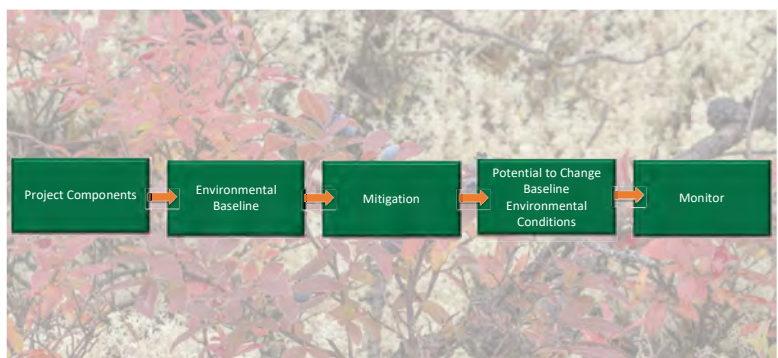 Project Components
Environmental
Baseline
Mitigation
Potential to Change
Baseline
Environmental
Conditions
Monitor